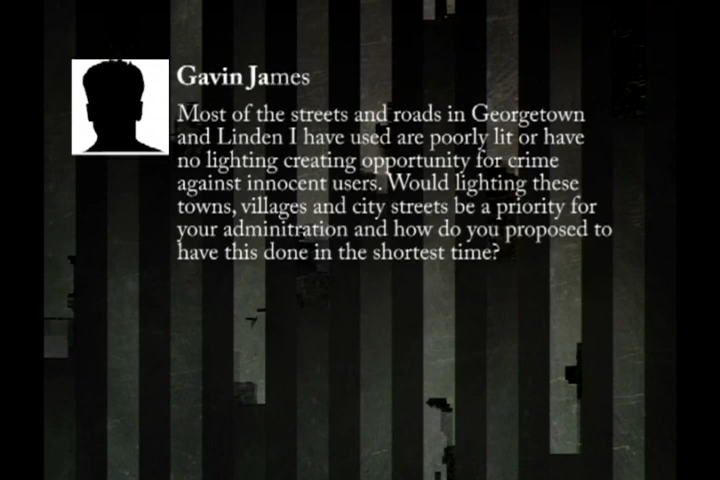 Gavin James
Most of the streets and roads in Georgetown
and Linden I have used are poorly lit or have
no lighting creating opportunity for crime
against innocent users. Would lighting these
towns, villages and city streets be a priority for
your adminitration and how do you proposed to
have this done in the shortest time?